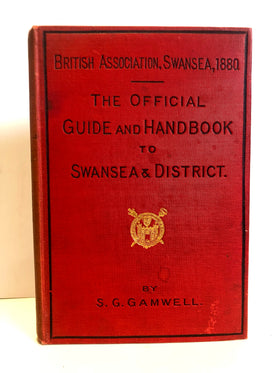 BRITISH ASSOCIATION, SWANSEA, 1880.
THE OFFICIAL
GUIDE AND HANDBOOK
TO
SWANSEA & DISTRICT.
BY
S. G. GAMWELL.